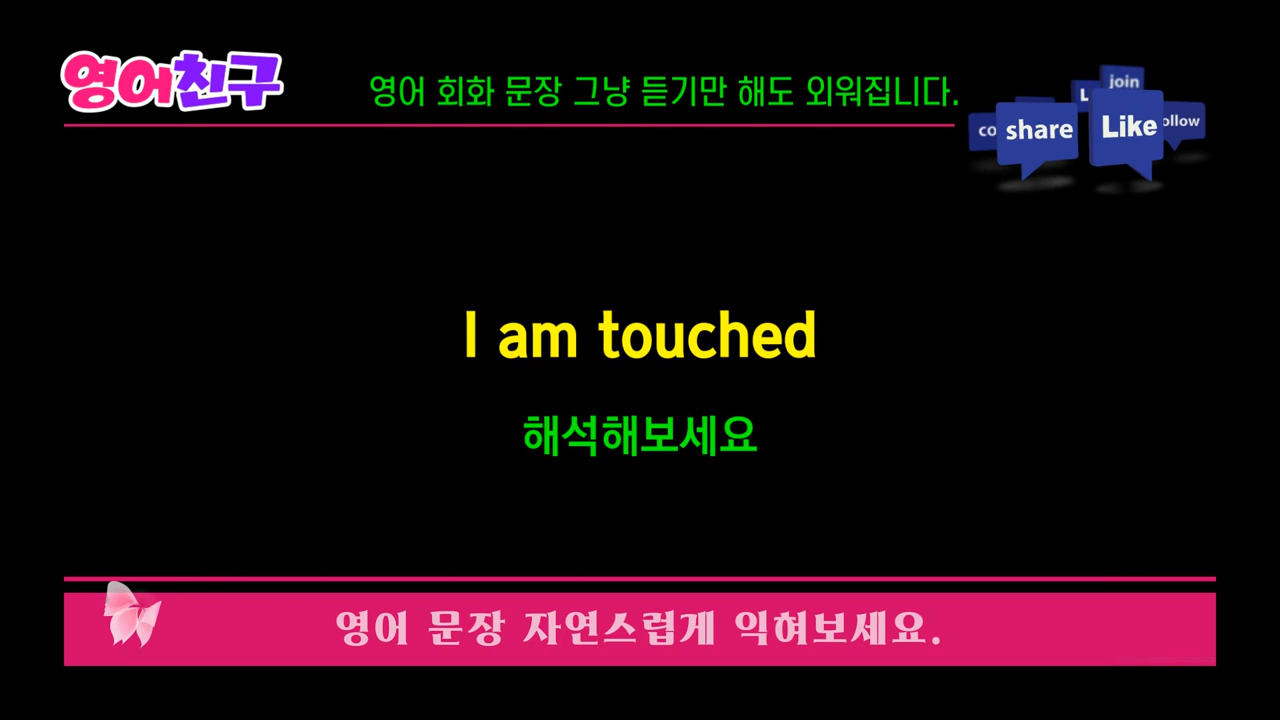 영어친구
영어 회화 문장 그냥 듣기만 해도 외워집니다.
join
L
co
share
Like
ollow
I am touched
해석해보세요
영어 문장 자연스럽게 익혀보세요.